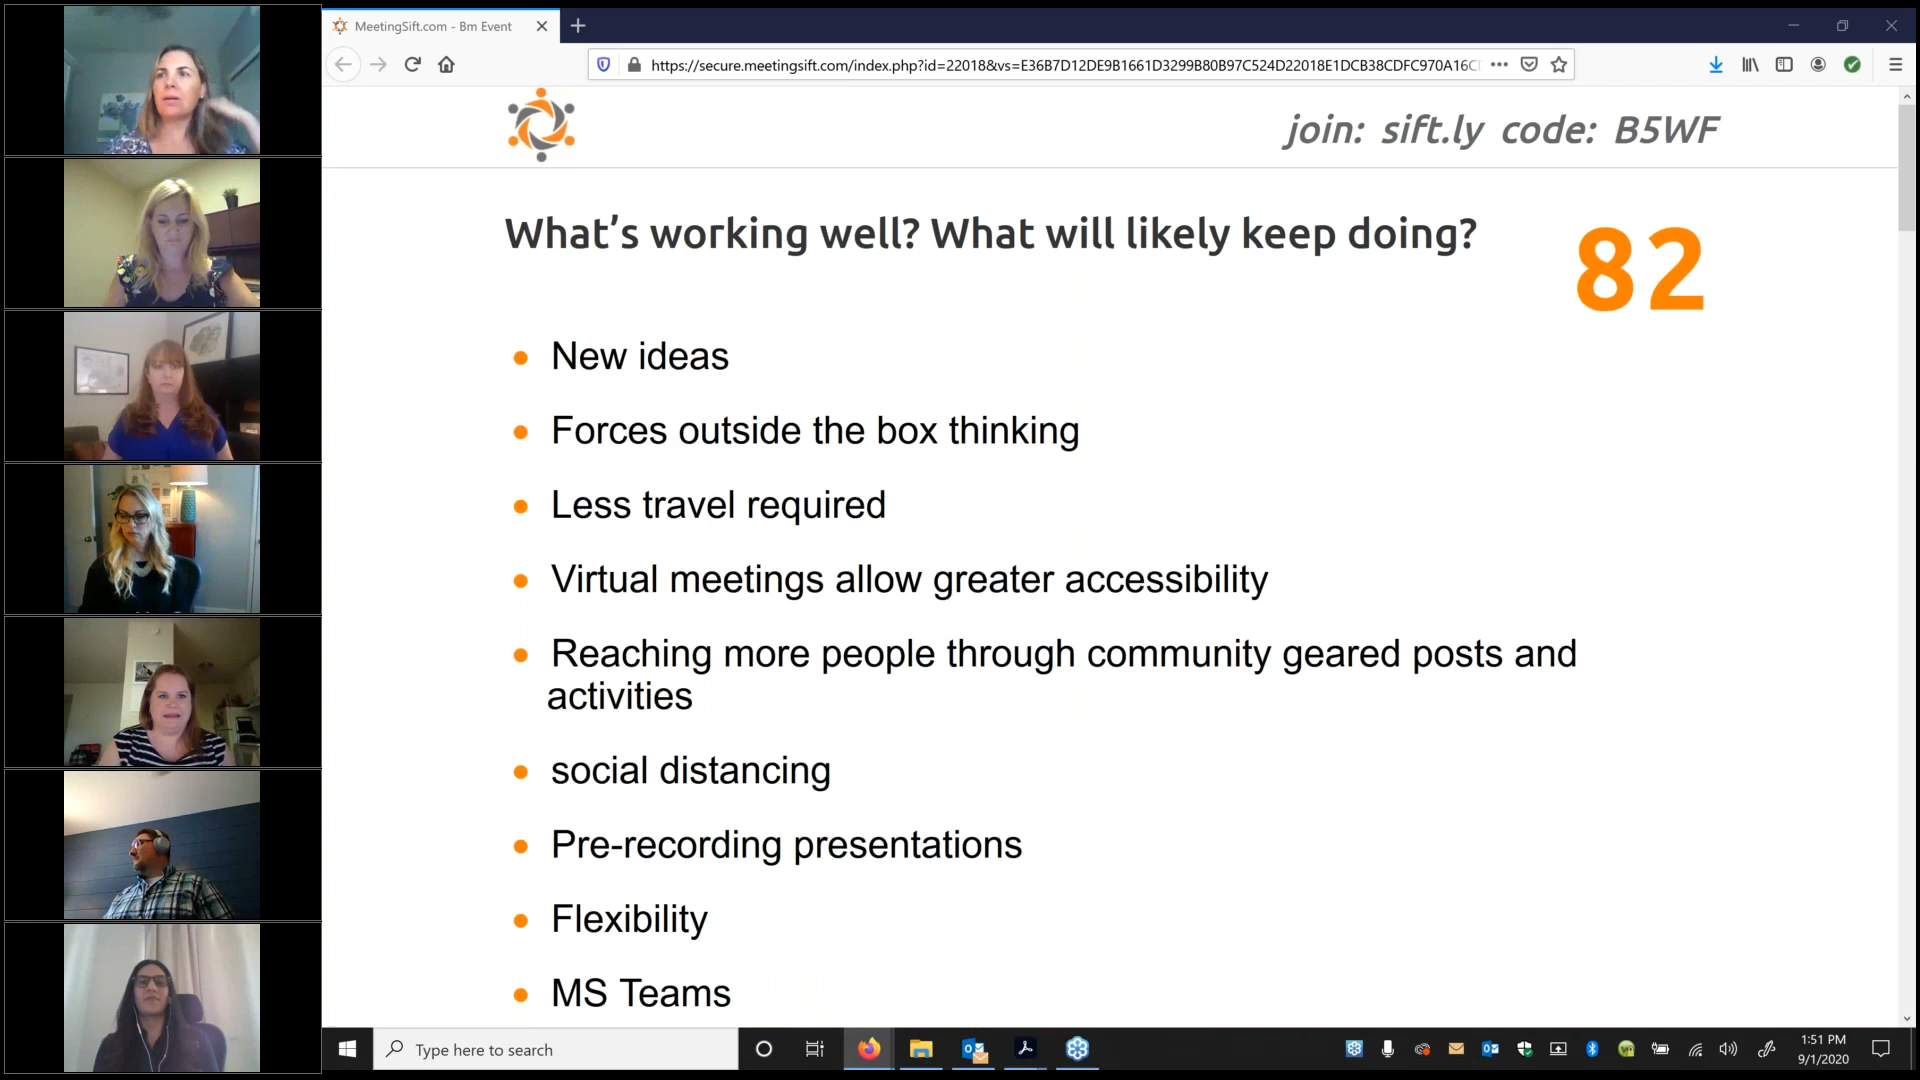 MeetingSift.com - Bm Event
https://secure.meetingsift.com/index.php?id=22018&vs=E36B7D12DE9B1661D3299B80B97C524D22018E1DCB38CDFC970A16C
join: sift.ly code: B5WF
What's working well? What will likely keep doing?
82
New ideas
Forces outside the box thinking
Less travel required
Virtual meetings allow greater accessibility
Reaching more people through community geared posts and
activities
social distancing
Pre-recording presentations
Flexibility
MS Teams
Type here to search
1:51 PM
9/1/2020